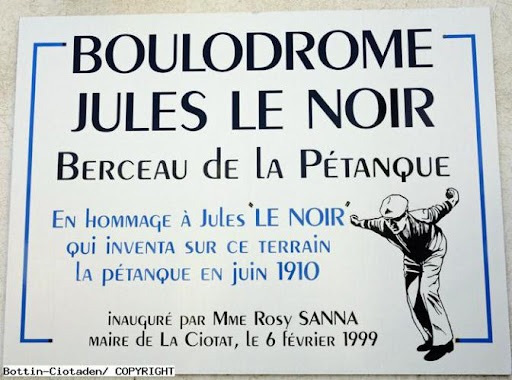 BOULODROME
JULES LE NOIR
BERCEAU DE LA PÉTANQUE
EN HOMMAGE À JULES "LE NOIR"
QUI INVENTA SUR CE TERRAIN
LA PÉTANQUE EN JUIN 1910
INAUGURÉ PAR MME ROSY SANNA
MAIRE DE LA CIOTAT, LE 6 FÉVRIER 1999
Bottin-Ciotaden/ COPYRIGHT